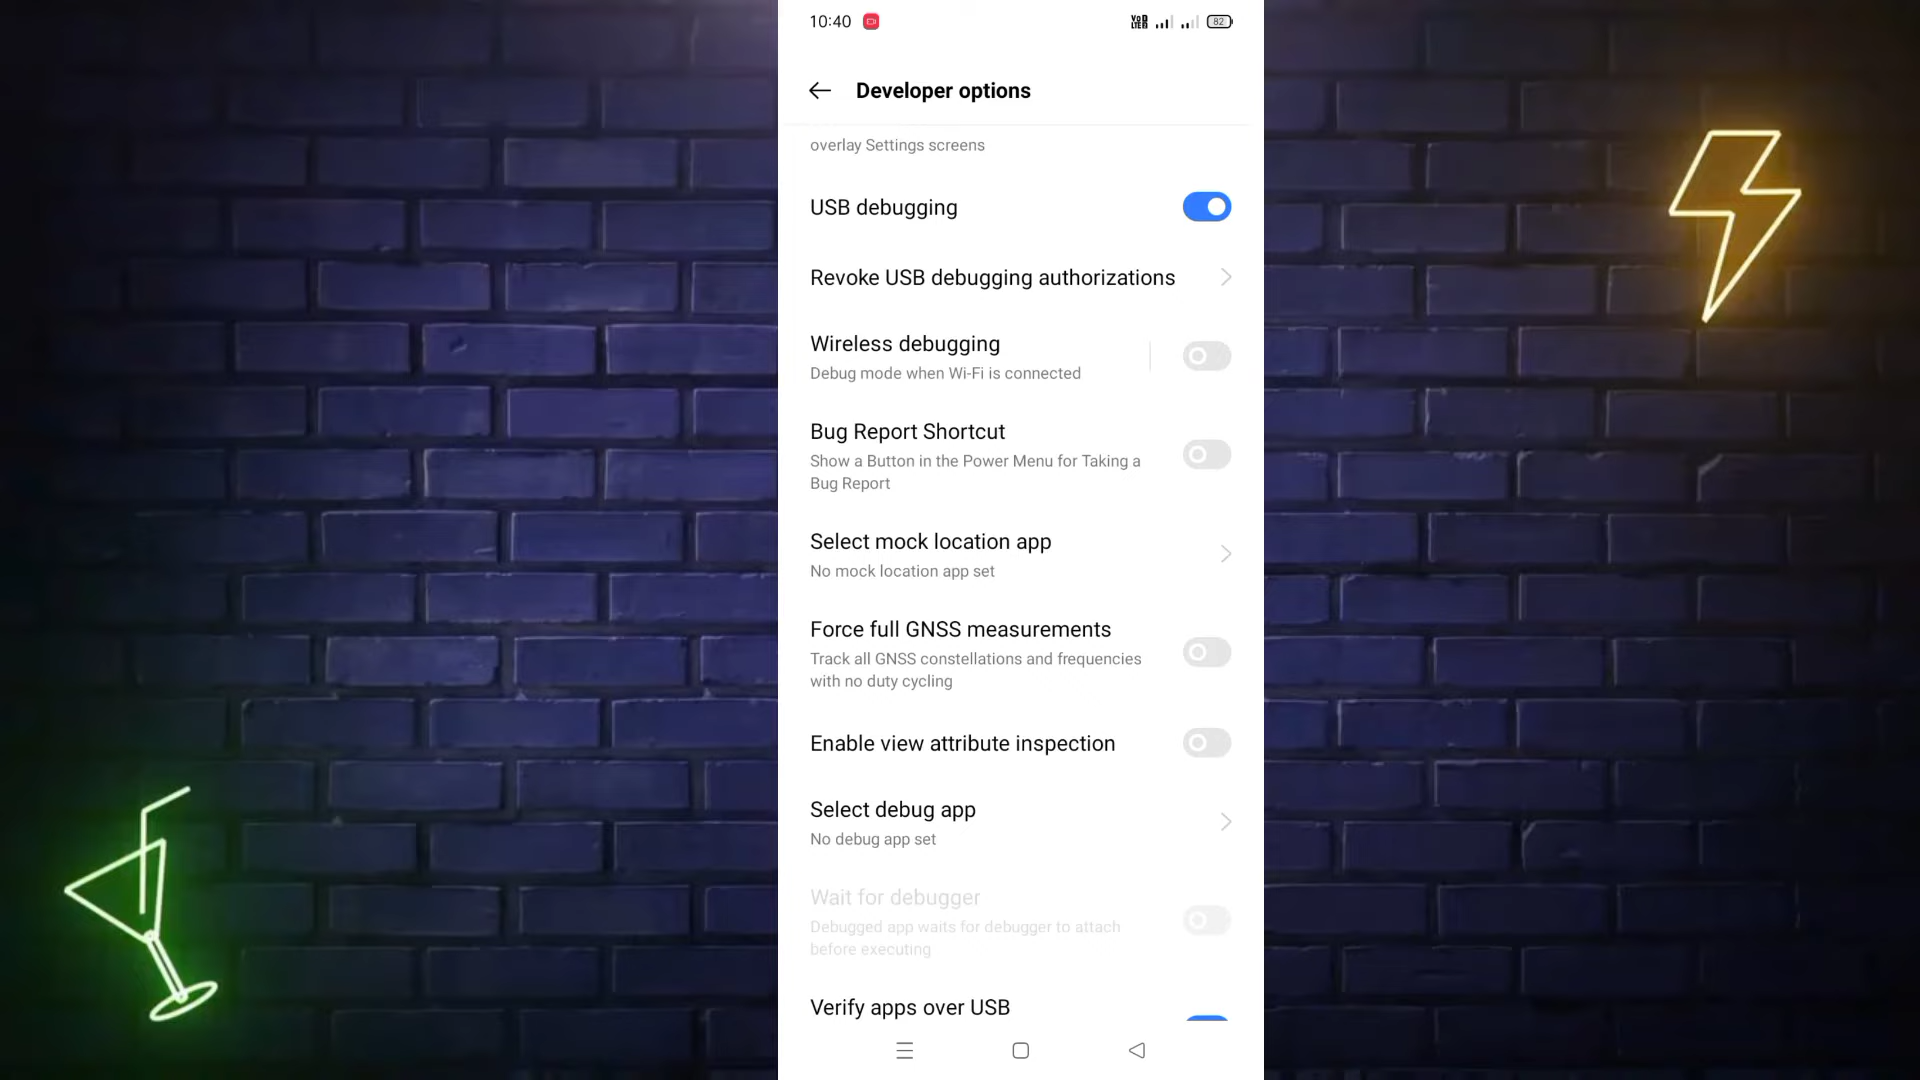 10:40
VoD LTE2
82
Developer options
overlay Settings screens
USB debugging
Revoke USB debugging authorizations
Wireless debugging
Debug mode when Wi-Fi is connected
Bug Report Shortcut
Show a Button in the Power Menu for Taking a
Bug Report
Select mock location app
No mock location app set
Force full GNSS measurements
Track all GNSS constellations and frequencies
with no duty cycling
Enable view attribute inspection
Select debug app
No debug app set
Wait for debugger
Debugged app waits for debugger to attach
before executing
Verify apps over USB